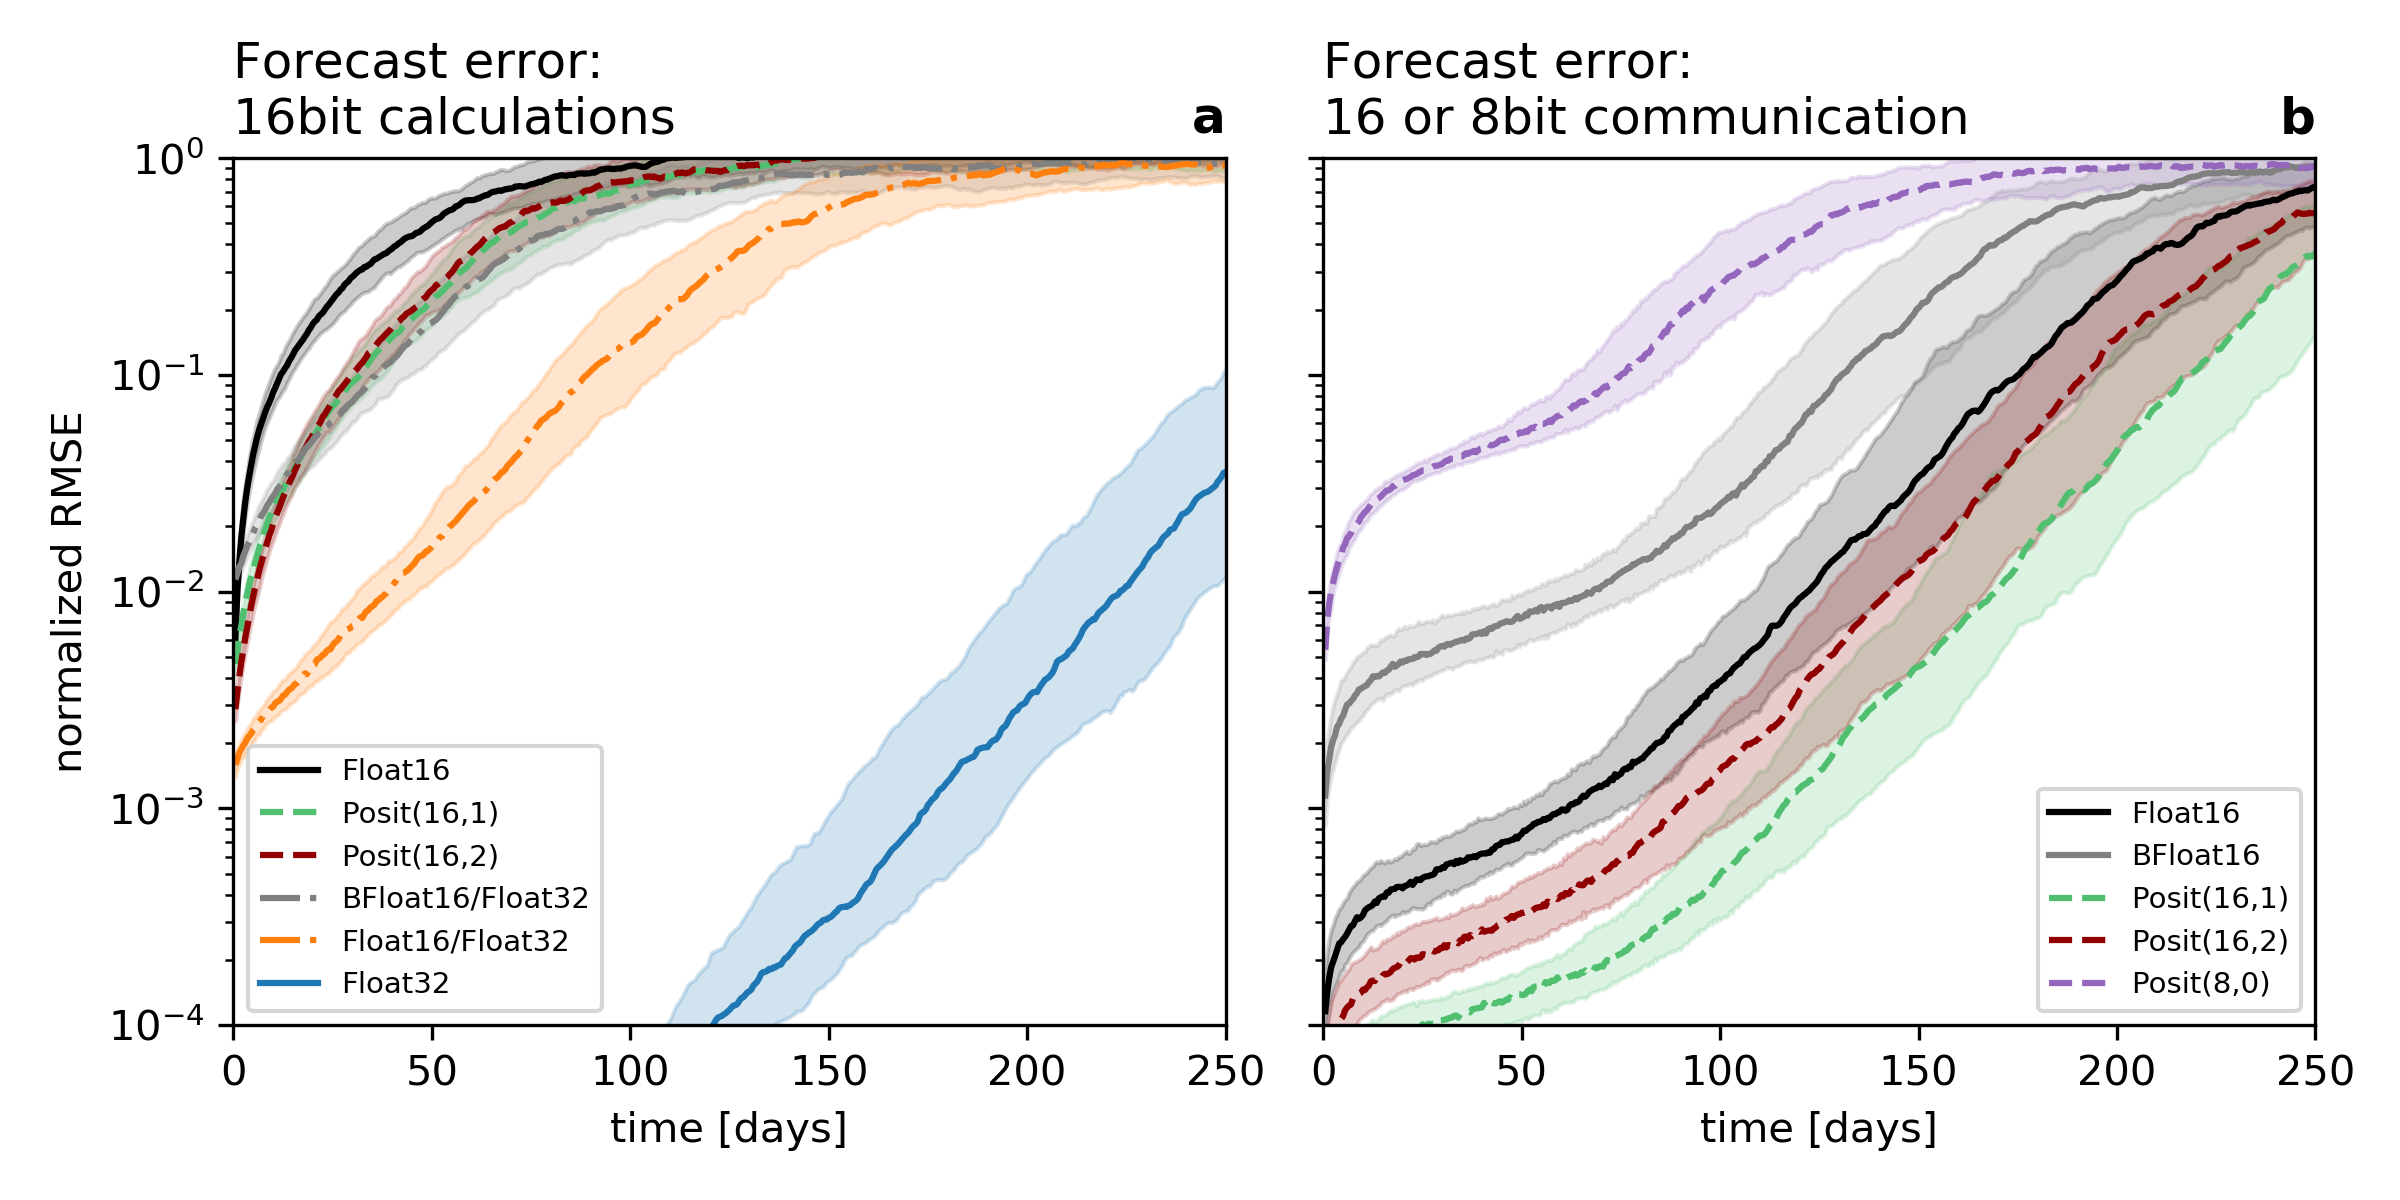 Forecast error:
16bit calculations
a
10⁰
10⁻¹
10⁻²
10⁻³
10⁻⁴
normalized RMSE
Float16
Posit(16,1)
Posit(16,2)
BFloat16/Float32
Float16/Float32
Float32
0 50 100 150 200 250
time [days]
Forecast error:
16 or 8bit communication
b
Float16
BFloat16
Posit(16,1)
Posit(16,2)
Posit(8,0)
0 50 100 150 200 250
time [days]